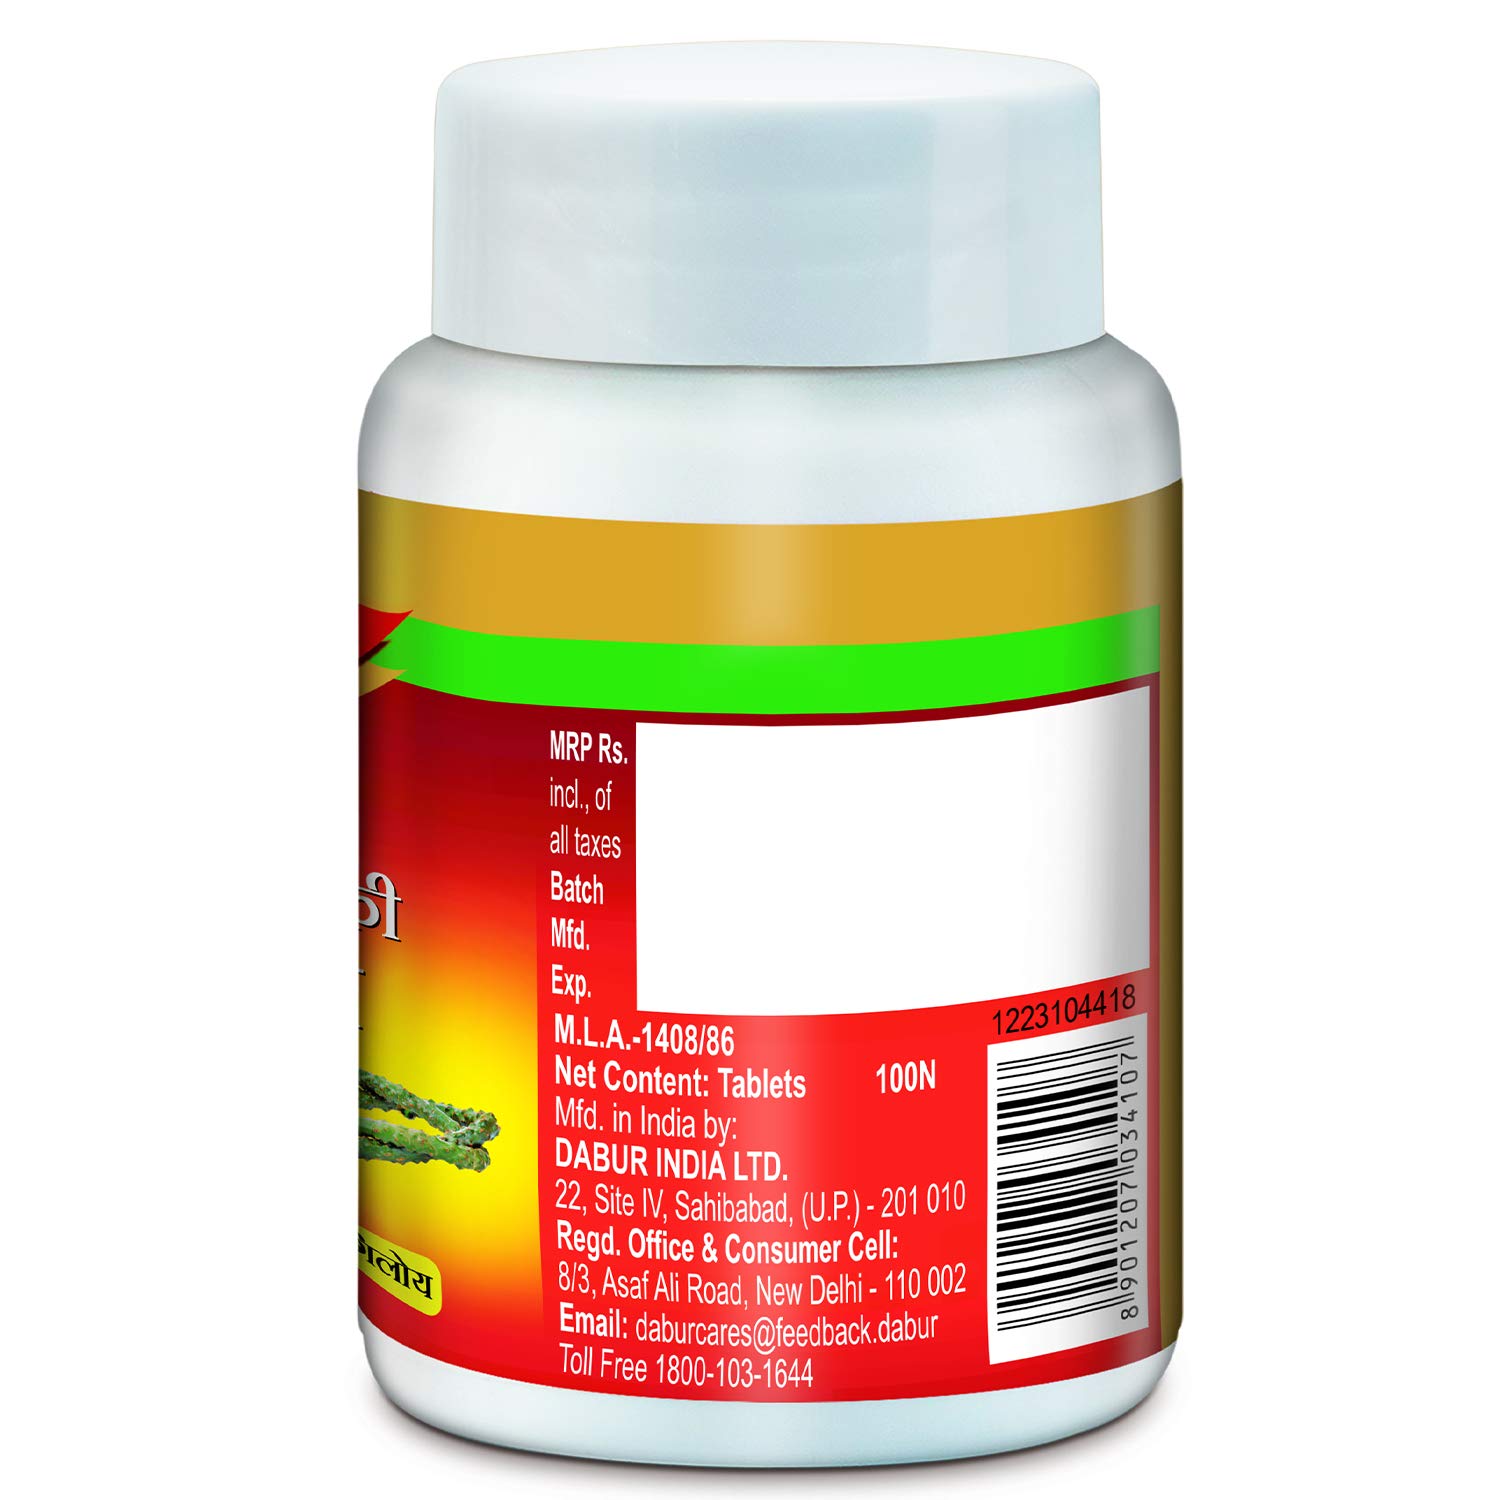 MRP Rs.
incl., of
all taxes
Batch
Mfd.
Exp.
M.L.A.-1408/86
Net Content: Tablets 100N
Mfd. in India by:
DABUR INDIA LTD.
22, Site IV, Sahibabad, (U.P.) - 201 010
Regd. Office & Consumer Cell:
8/3, Asaf Ali Road, New Delhi - 110 002
Email: daburcares@feedback.dabur
Toll Free 1800-103-1644
1223104418
8 901207 034107